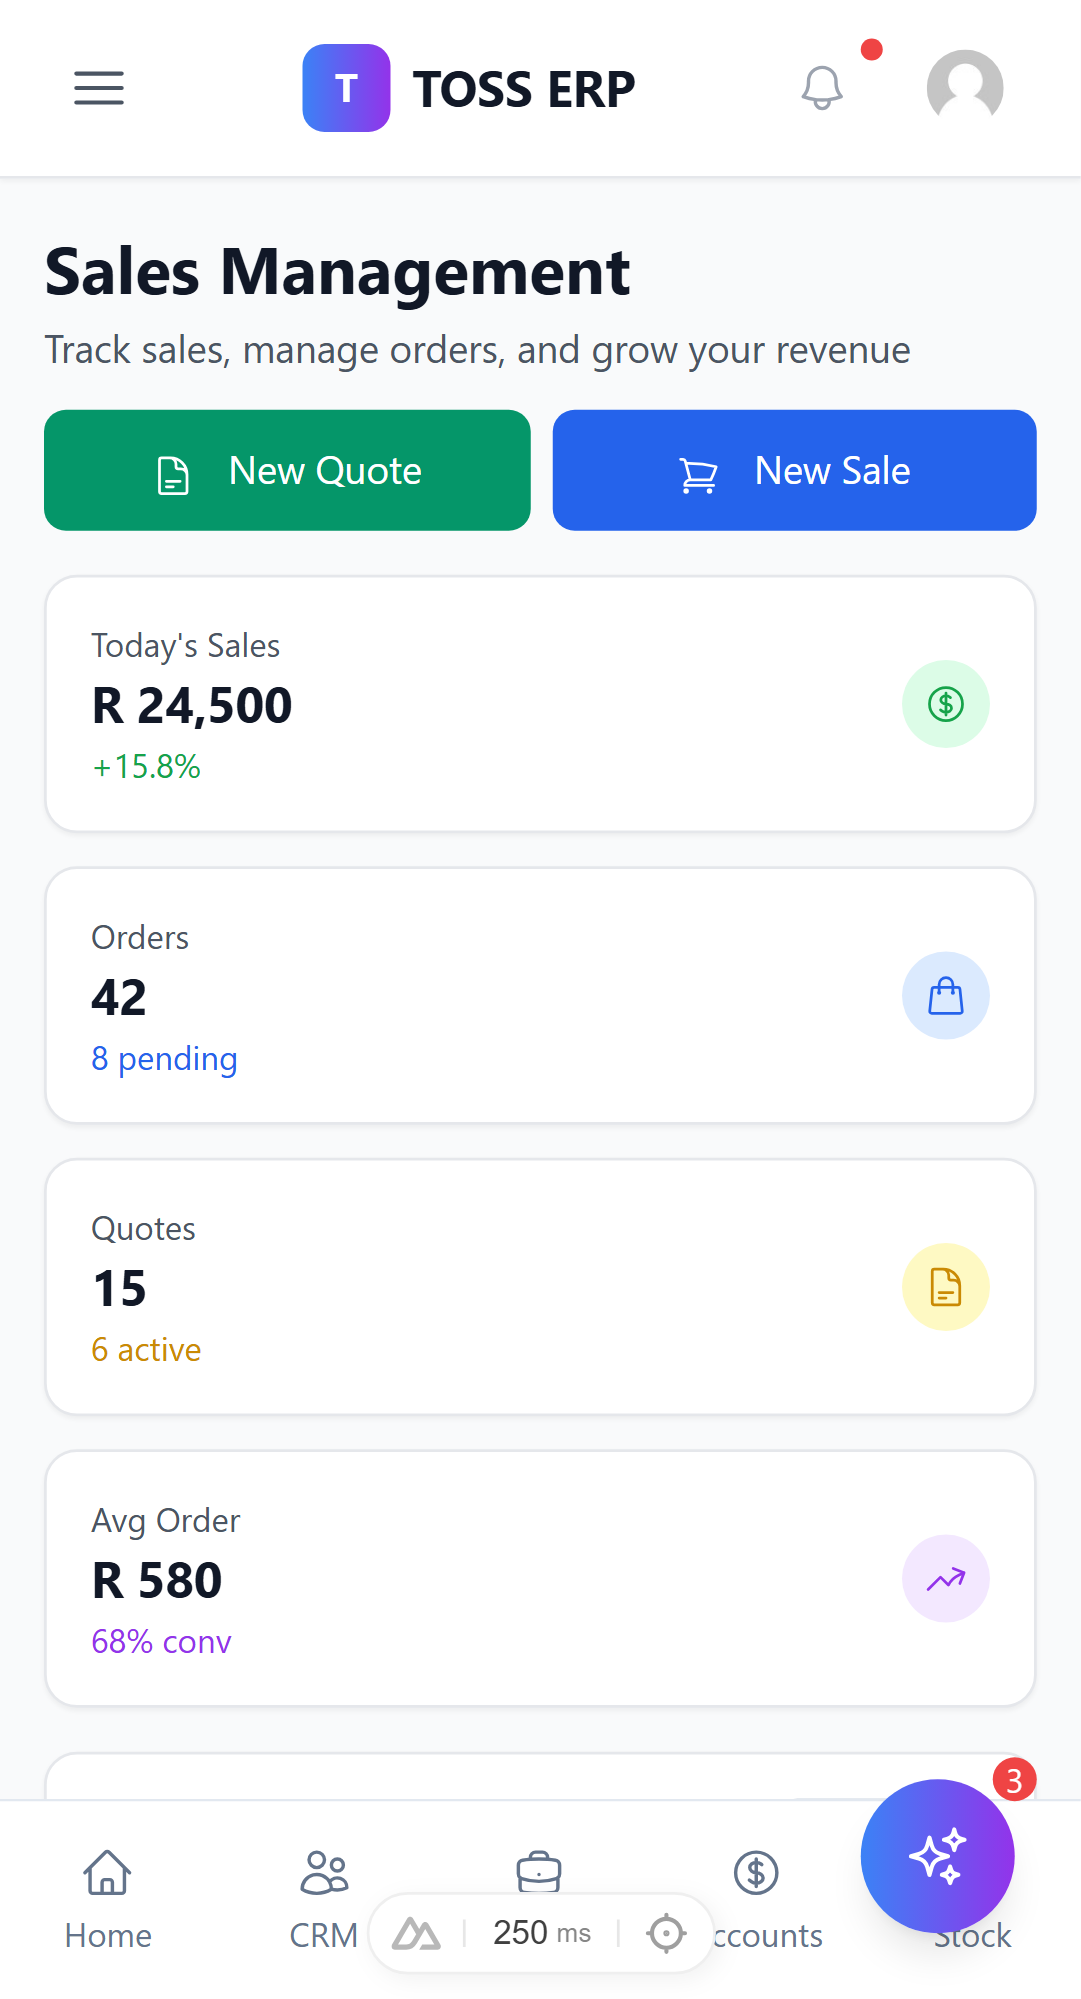 T TOSS ERP
Sales Management
Track sales, manage orders, and grow your revenue
New Quote
New Sale
Today's Sales
R 24,500
+15.8%
Orders
42
8 pending
Quotes
15
6 active
Avg Order
R 580
68% conv
3
Home
CRM
ccounts
Stock
250 ms